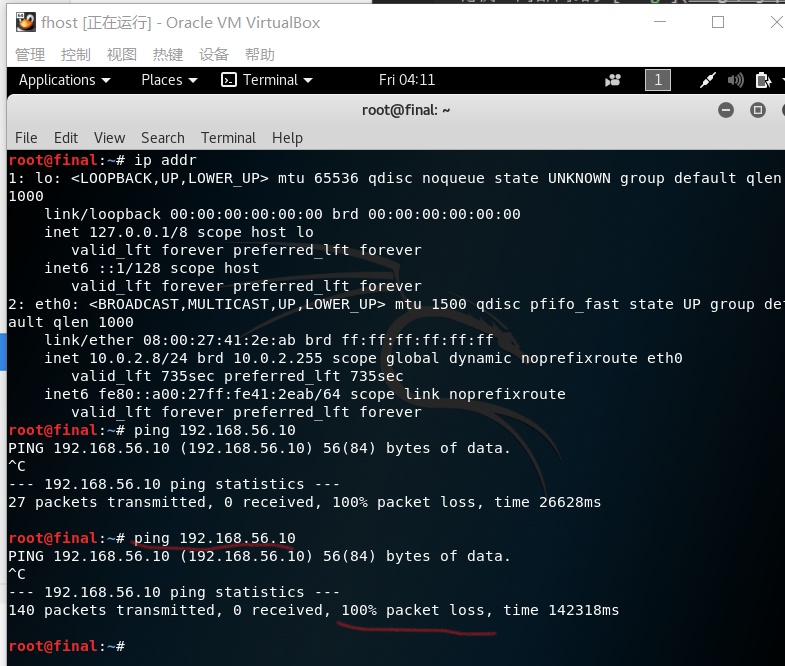 fhost [正在运行] - Oracle VM VirtualBox
管理 控制 视图 热键 设备 帮助
Applications Places Terminal Fri 04:11 1
root@final: ~
File Edit View Search Terminal Help
root@final:~# ip addr
1: lo: <LOOPBACK,UP,LOWER_UP> mtu 65536 qdisc noqueue state UNKNOWN group default qlen
1000
    link/loopback 00:00:00:00:00:00 brd 00:00:00:00:00:00
    inet 127.0.0.1/8 scope host lo
       valid_lft forever preferred_lft forever
    inet6 ::1/128 scope host
       valid_lft forever preferred_lft forever
2: eth0: <BROADCAST,MULTICAST,UP,LOWER_UP> mtu 1500 qdisc pfifo_fast state UP group def
ault qlen 1000
    link/ether 08:00:27:41:2e:ab brd ff:ff:ff:ff:ff:ff
    inet 10.0.2.8/24 brd 10.0.2.255 scope global dynamic noprefixroute eth0
       valid_lft 735sec preferred_lft 735sec
    inet6 fe80::a00:27ff:fe41:2eab/64 scope link noprefixroute
       valid_lft forever preferred_lft forever
root@final:~# ping 192.168.56.10
PING 192.168.56.10 (192.168.56.10) 56(84) bytes of data.
^C
--- 192.168.56.10 ping statistics ---
27 packets transmitted, 0 received, 100% packet loss, time 26628ms
root@final:~# ping 192.168.56.10
PING 192.168.56.10 (192.168.56.10) 56(84) bytes of data.
^C
--- 192.168.56.10 ping statistics ---
140 packets transmitted, 0 received, 100% packet loss, time 142318ms
root@final:~#